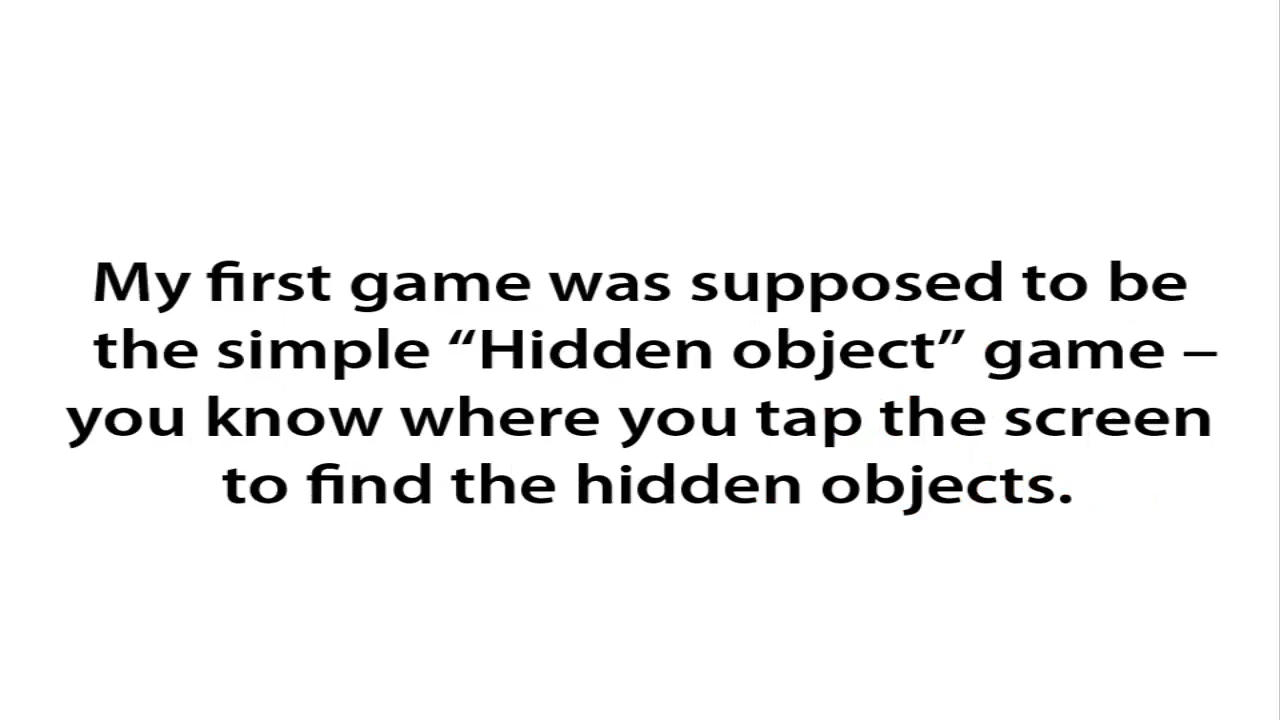 My first game was supposed to be
the simple “Hidden object” game –
you know where you tap the screen
to find the hidden objects.